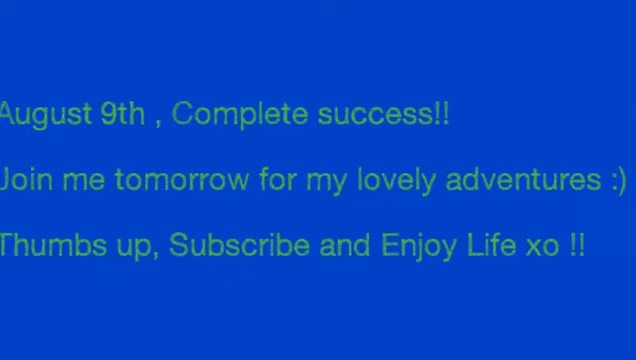 August 9th , Complete success!!
Join me tomorrow for my lovely adventures :)
Thumbs up, Subscribe and Enjoy Life xo !!